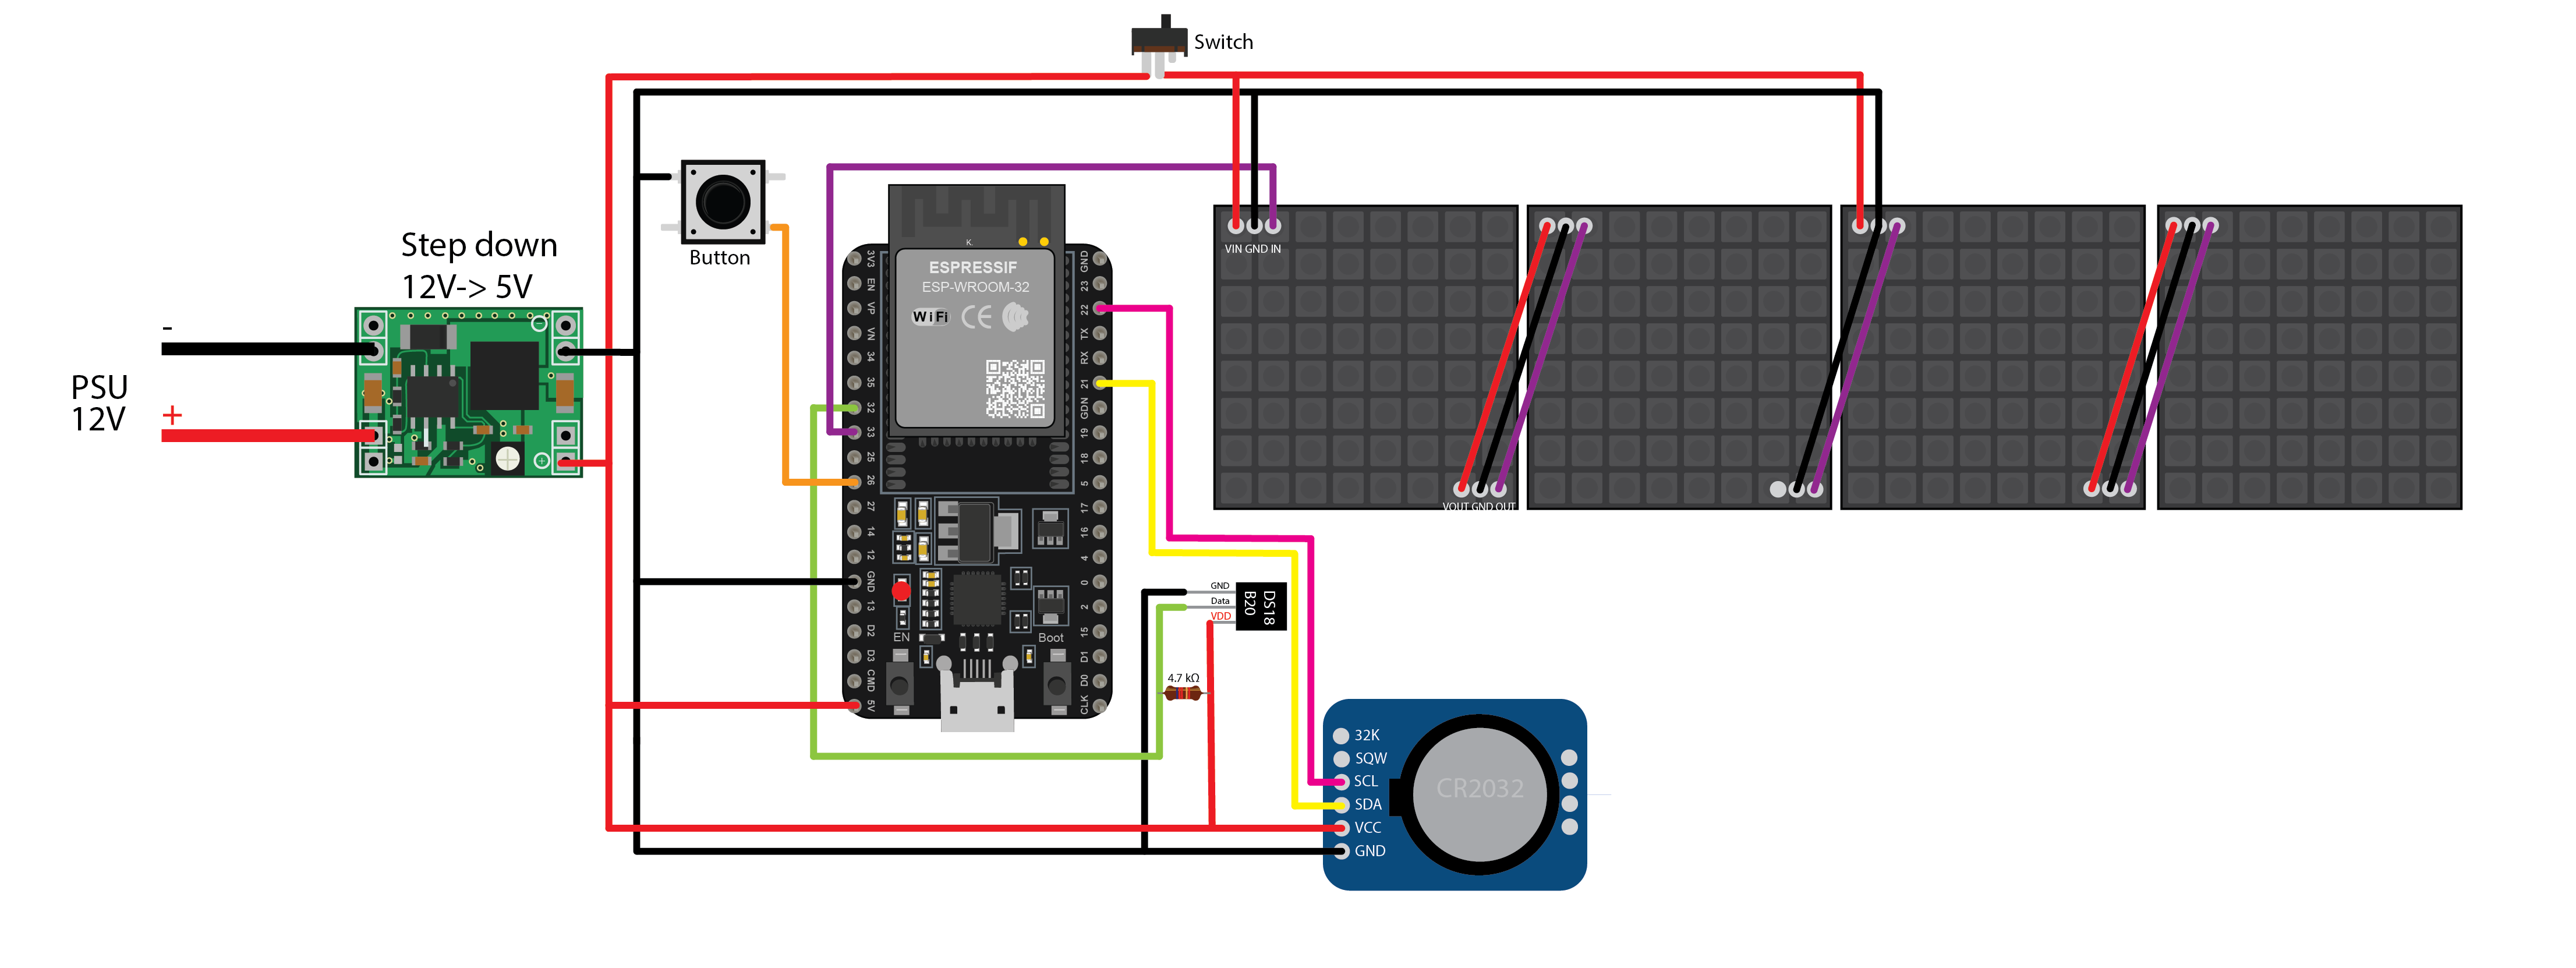 Switch
Button
Step down
12V-> 5V
-
PSU
12V
+
K.
ESPRESSIF
ESP-WROOM-32
WiFi CE
3V3
EN
VP
VN
34
35
32
33
25
26
27
14
12
GND
13
D2
D3
CMD
5V
GND
23
22
TX
RX
21
GDN
19
18
5
17
16
4
0
2
15
D1
D0
CLK
EN
Boot
VIN GND IN
VOUT GND OUT
GND
Data
VDD
DS18
B20
4.7 kΩ
32K
SQW
SCL
SDA
VCC
GND
CR2032